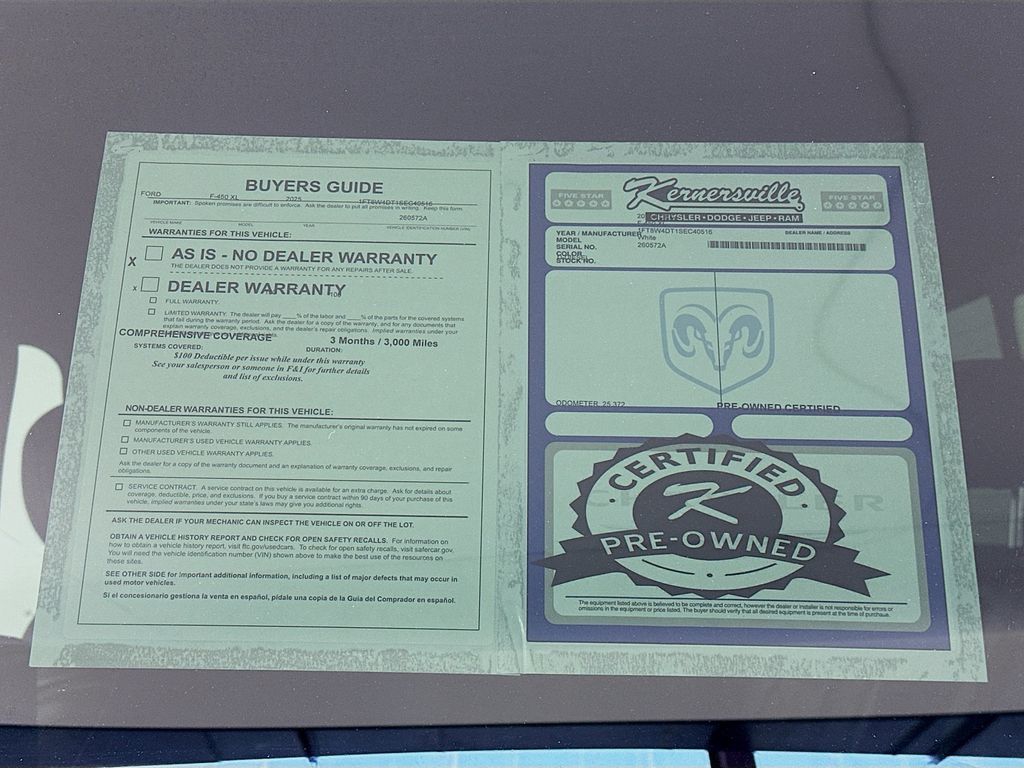 BUYERS GUIDE
FORD F-450 XL 2025 1FT8W4DT1SEC40516
IMPORTANT: Spoken promises are difficult to enforce. Ask the dealer to put all promises in writing. Keep this form.
260572A
VEHICLE MAKE MODEL YEAR VEHICLE IDENTIFICATION NUMBER (VIN)
WARRANTIES FOR THIS VEHICLE:
X AS IS - NO DEALER WARRANTY
THE DEALER DOES NOT PROVIDE A WARRANTY FOR ANY REPAIRS AFTER SALE.
X DEALER WARRANTY
100
FULL WARRANTY.
LIMITED WARRANTY. The dealer will pay ____% of the labor and ____% of the parts for the covered systems
that fail during the warranty period. Ask the dealer for a copy of the warranty, and for any documents that
explain warranty coverage, exclusions, and the dealer's repair obligations. Implied warranties under your
COMPREHENSIVE COVERAGE 3 Months / 3,000 Miles
SYSTEMS COVERED: DURATION:
$100 Deductible per issue while under this warranty
See your salesperson or someone in F&I for further details
and list of exclusions.
NON-DEALER WARRANTIES FOR THIS VEHICLE:
MANUFACTURER'S WARRANTY STILL APPLIES. The manufacturer's original warranty has not expired on some
components of the vehicle.
MANUFACTURER'S USED VEHICLE WARRANTY APPLIES.
OTHER USED VEHICLE WARRANTY APPLIES.
Ask the dealer for a copy of the warranty document and an explanation of warranty coverage, exclusions, and repair
obligations.
SERVICE CONTRACT. A service contract on this vehicle is available for an extra charge. Ask for details about
coverage, deductible, price, and exclusions. If you buy a service contract within 90 days of your purchase of this
vehicle, implied warranties under your state's laws may give you additional rights.
ASK THE DEALER IF YOUR MECHANIC CAN INSPECT THE VEHICLE ON OR OFF THE LOT.
OBTAIN A VEHICLE HISTORY REPORT AND CHECK FOR OPEN SAFETY RECALLS. For information on
how to obtain a vehicle history report, visit ftc.gov/usedcars. To check for open safety recalls, visit safercar.gov.
You will need the vehicle identification number (VIN) shown above to make the best use of the resources on
these sites.
SEE OTHER SIDE for important additional information, including a list of major defects that may occur in
used motor vehicles.
Si el concesionario gestiona la venta en español, pídale una copia de la Guía del Comprador en español.
FIVE STAR Kernersville FIVE STAR
CHRYSLER • DODGE • JEEP • RAM
YEAR / MANUFACTURER 1FT8W4DT1SEC40516 DEALER NAME / ADDRESS
MODEL White
SERIAL NO. 260572A
COLOR
STOCK NO.
ODOMETER: 25,372 PRE-OWNED CERTIFIED
CERTIFIED
K
PRE-OWNED
The equipment listed above is believed to be complete and correct, however the dealer or installer is not responsible for errors or
omissions in the equipment or price listed. The buyer should verify that all desired equipment is present at the time of purchase.